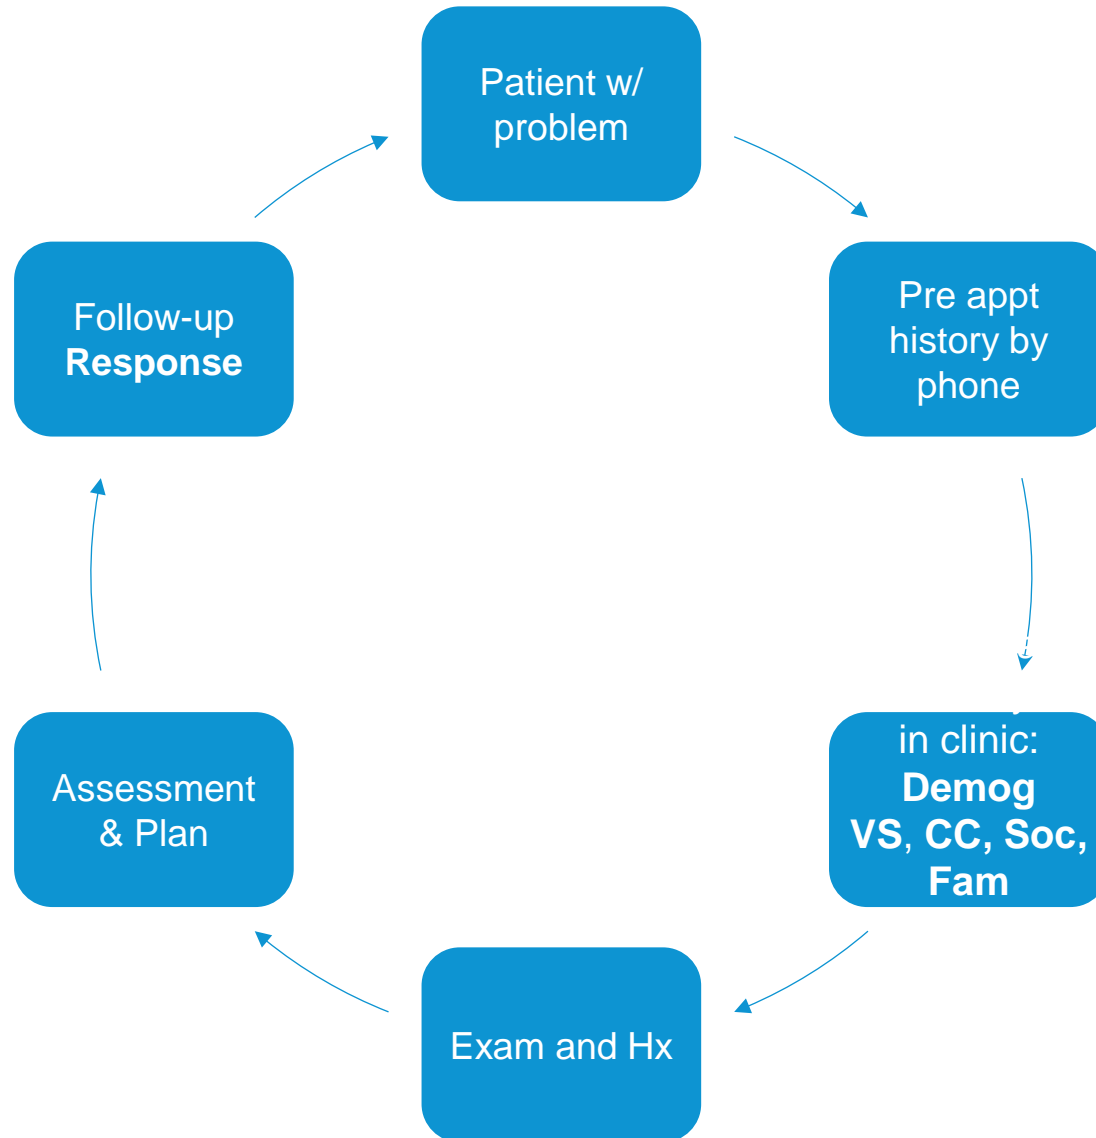 Patient w/
problem
Pre appt
history by
phone
in clinic:
Demog
VS, CC, Soc,
Fam
Exam and Hx
Assessment
& Plan
Follow-up
Response